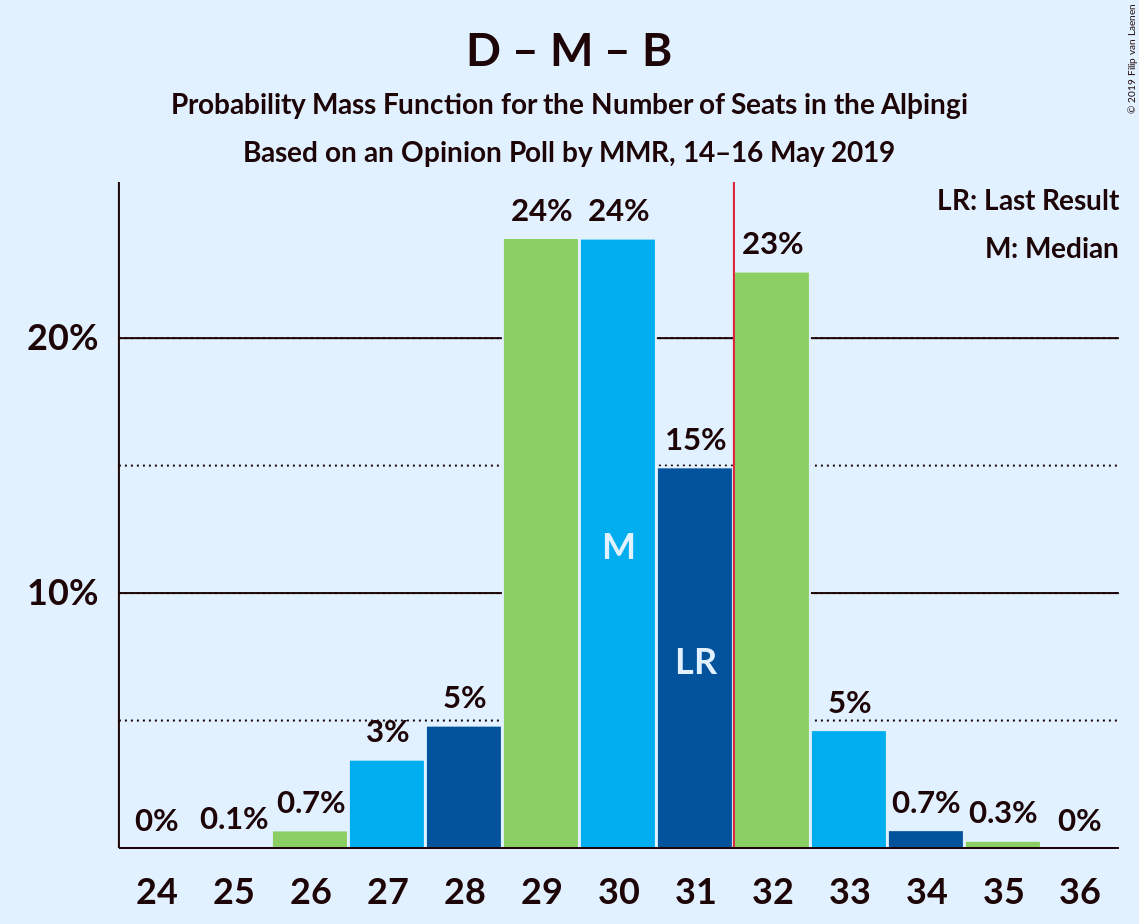 D – M – B
Probability Mass Function for the Number of Seats in the Alþingi
Based on an Opinion Poll by MMR, 14–16 May 2019
© 2019 Filip van Laenen
LR: Last Result
M: Median
24% 24%
23%
20%
15%
M
10%
LR
5%
5%
3%
0% 0.1% 0.7%
0.7% 0.3% 0%
24 25 26 27 28 29 30 31 32 33 34 35 36